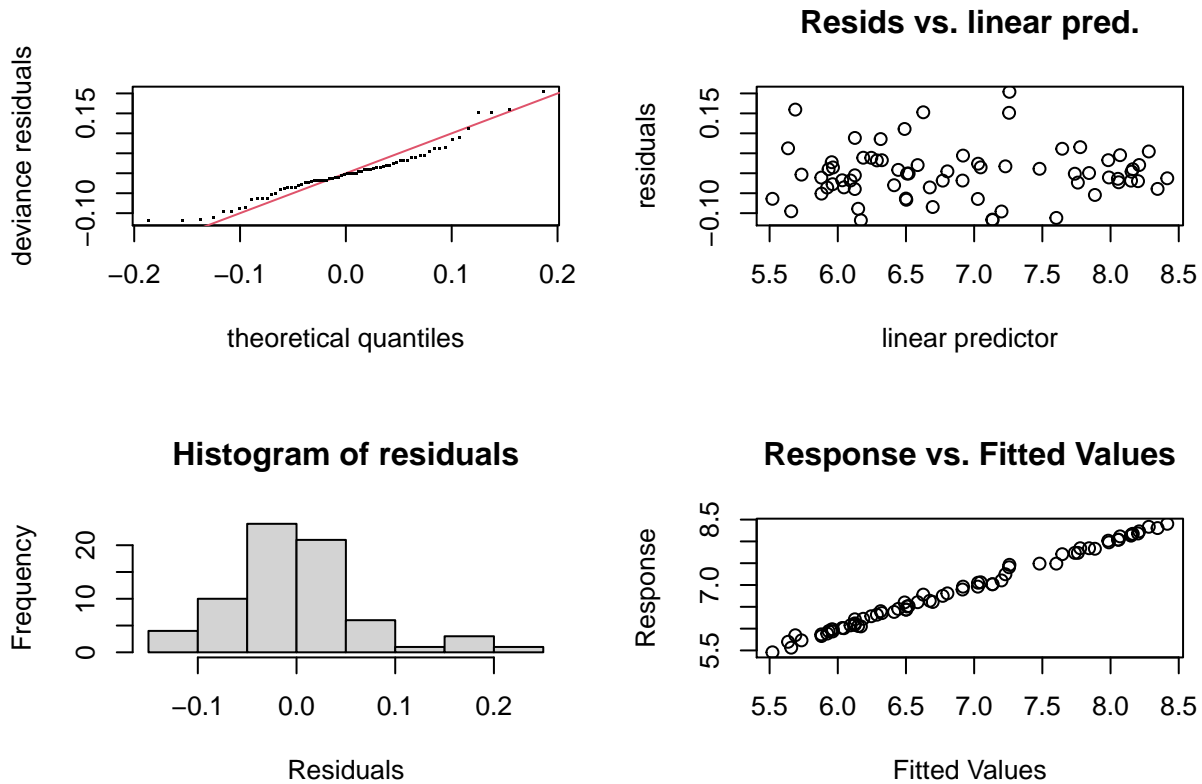 deviance residuals
0.15
−0.10
−0.2 −0.1 0.0 0.1 0.2
theoretical quantiles
Resids vs. linear pred.
residuals
0.15
−0.10
5.5 6.0 6.5 7.0 7.5 8.0 8.5
linear predictor
Histogram of residuals
Frequency
20
10
0
−0.1 0.0 0.1 0.2
Residuals
Response vs. Fitted Values
Response
8.5
7.0
5.5
5.5 6.0 6.5 7.0 7.5 8.0 8.5
Fitted Values